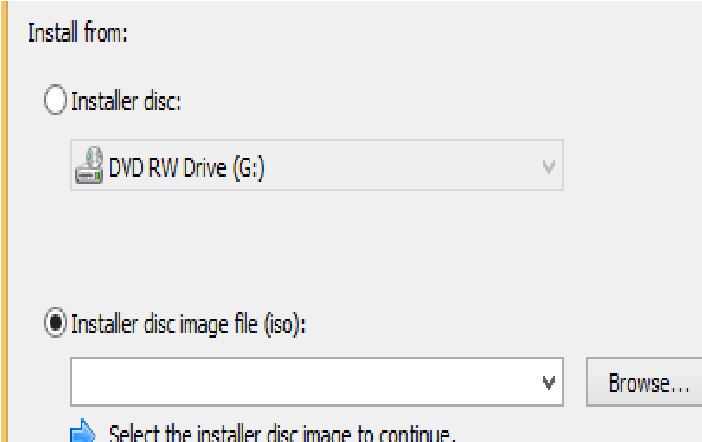 Install from:
Installer disc:
DVD RW Drive (G:)
Installer disc image file (iso):
Browse...
Select the installer disc image to continue.